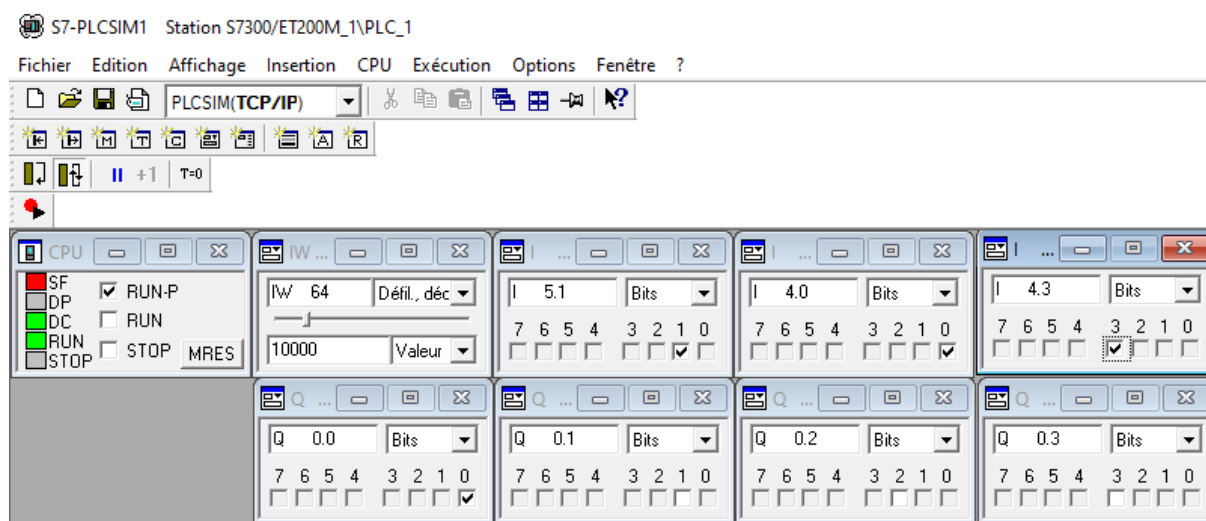 S7-PLCSIM1 Station S7300/ET200M_1\PLC_1
Fichier Edition Affichage Insertion CPU Exécution Options Fenêtre ?
PLCSIM(TCP/IP)
+1 T=0
CPU
SF
DP
DC
RUN
STOP
RUN-P
RUN
STOP MRES
IW ...
IW 64 Défil., déc
10000 Valeur
I ...
I 5.1 Bits
7 6 5 4 3 2 1 0
I ...
I 4.0 Bits
7 6 5 4 3 2 1 0
I ...
I 4.3 Bits
7 6 5 4 3 2 1 0
Q ...
Q 0.0 Bits
7 6 5 4 3 2 1 0
Q ...
Q 0.1 Bits
7 6 5 4 3 2 1 0
Q ...
Q 0.2 Bits
7 6 5 4 3 2 1 0
Q ...
Q 0.3 Bits
7 6 5 4 3 2 1 0